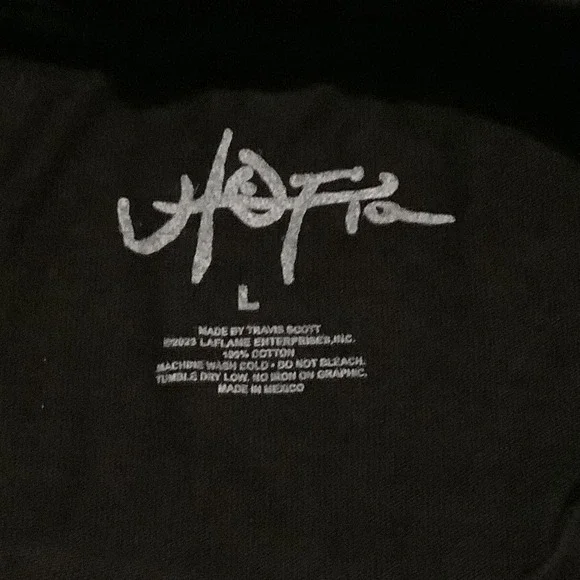 UTOPIA
L
MADE BY TRAVIS SCOTT
©2023 LAFLAME ENTERPRISES, INC.
100% COTTON
MACHINE WASH COLD • DO NOT BLEACH.
TUMBLE DRY LOW. NO IRON ON GRAPHIC.
MADE IN MEXICO